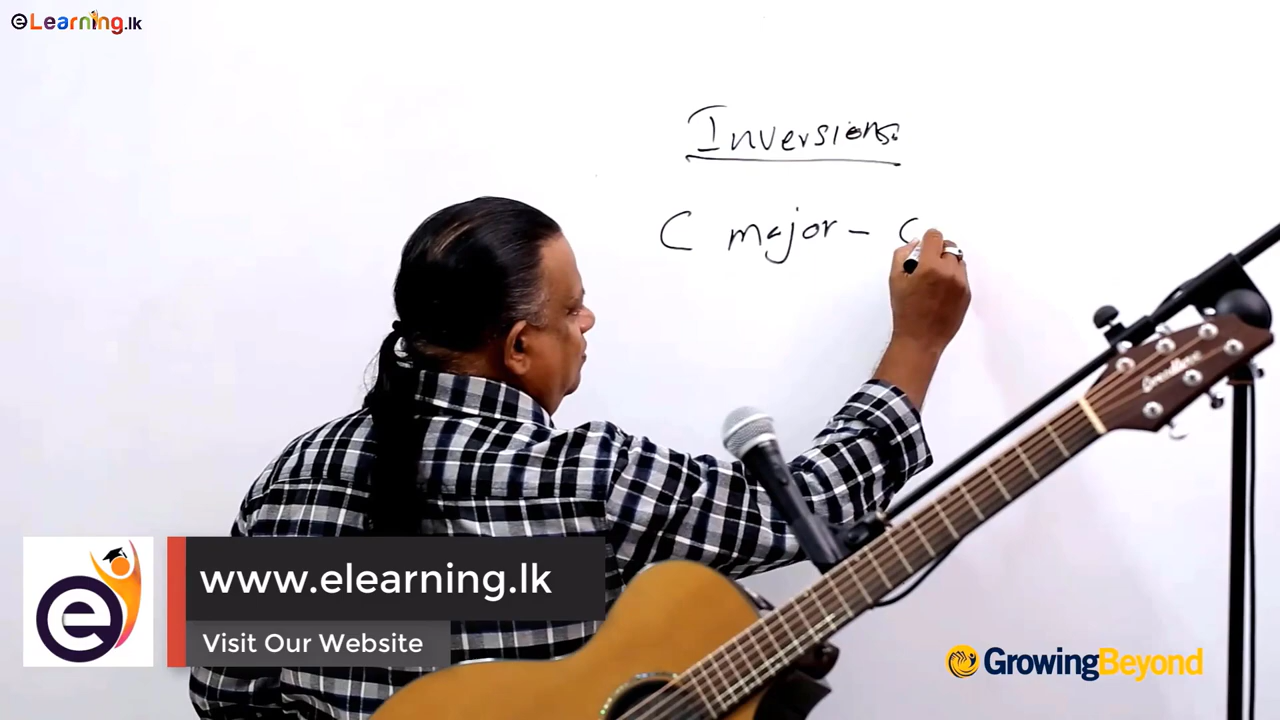 eLearning.lk
Inversions.
C major - C
www.elearning.lk
Visit Our Website
GrowingBeyond